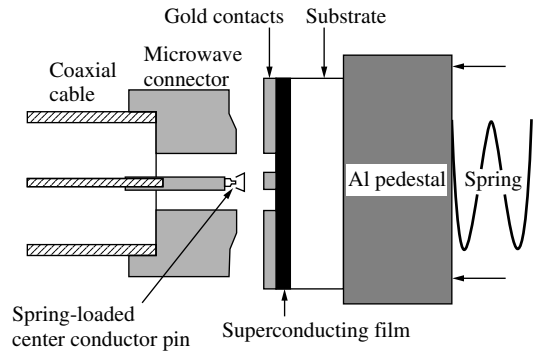 Gold contacts
Substrate
Coaxial
cable
Microwave
connector
Al pedestal
Spring
Spring-loaded
center conductor pin
Superconducting film